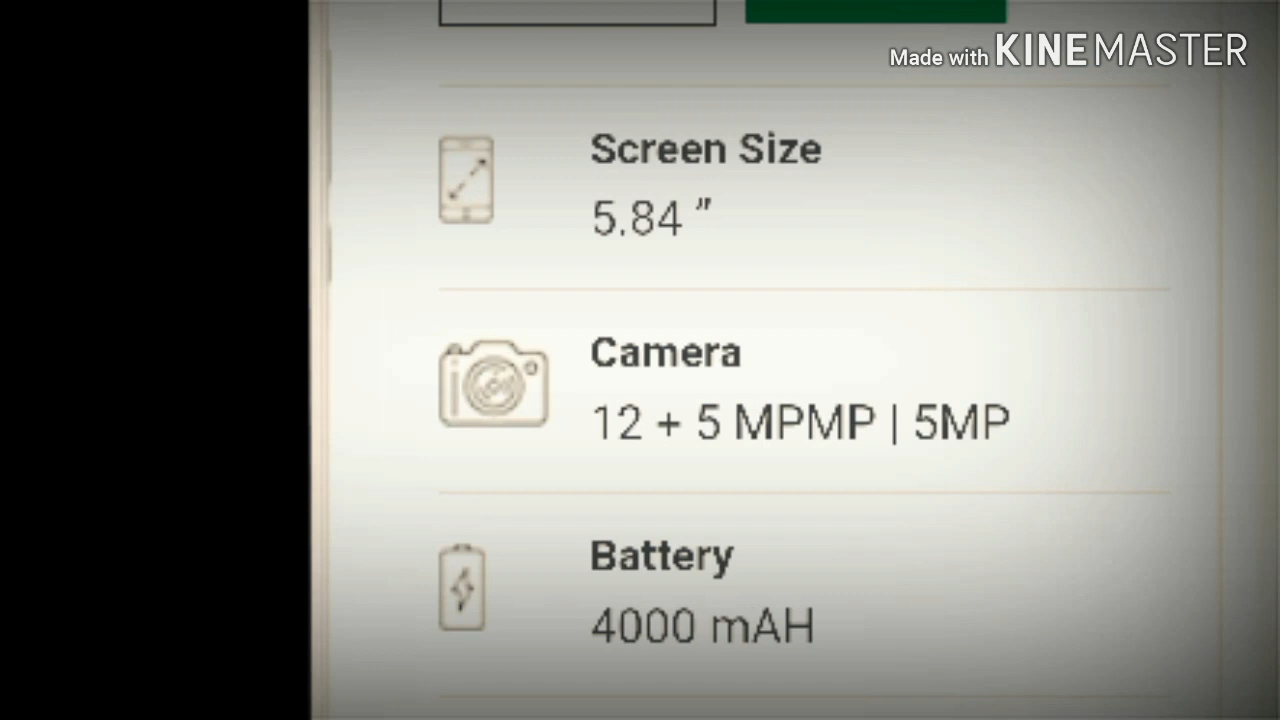 Made with KINEMASTER
Screen Size
5.84 ″
Camera
12 + 5 MPMP | 5MP
Battery
4000 mAH